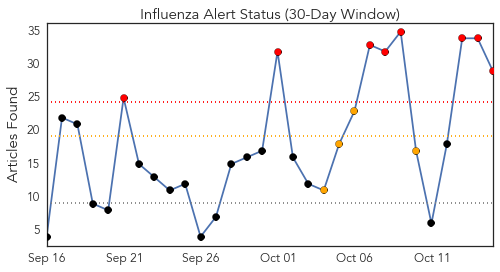 Influenza Alert Status (30-Day Window)
Articles Found
35
30
25
20
15
10
5
Sep 16 Sep 21 Sep 26 Oct 01 Oct 06 Oct 11